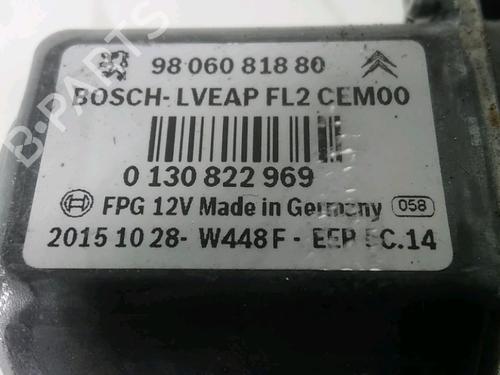 98 060 818 80
BOSCH- LVEAP FL2 CEM00
0 130 822 969
FPG 12V Made in Germany 058
2015 10 28- W448F - EEP EC.14
B-PARTS